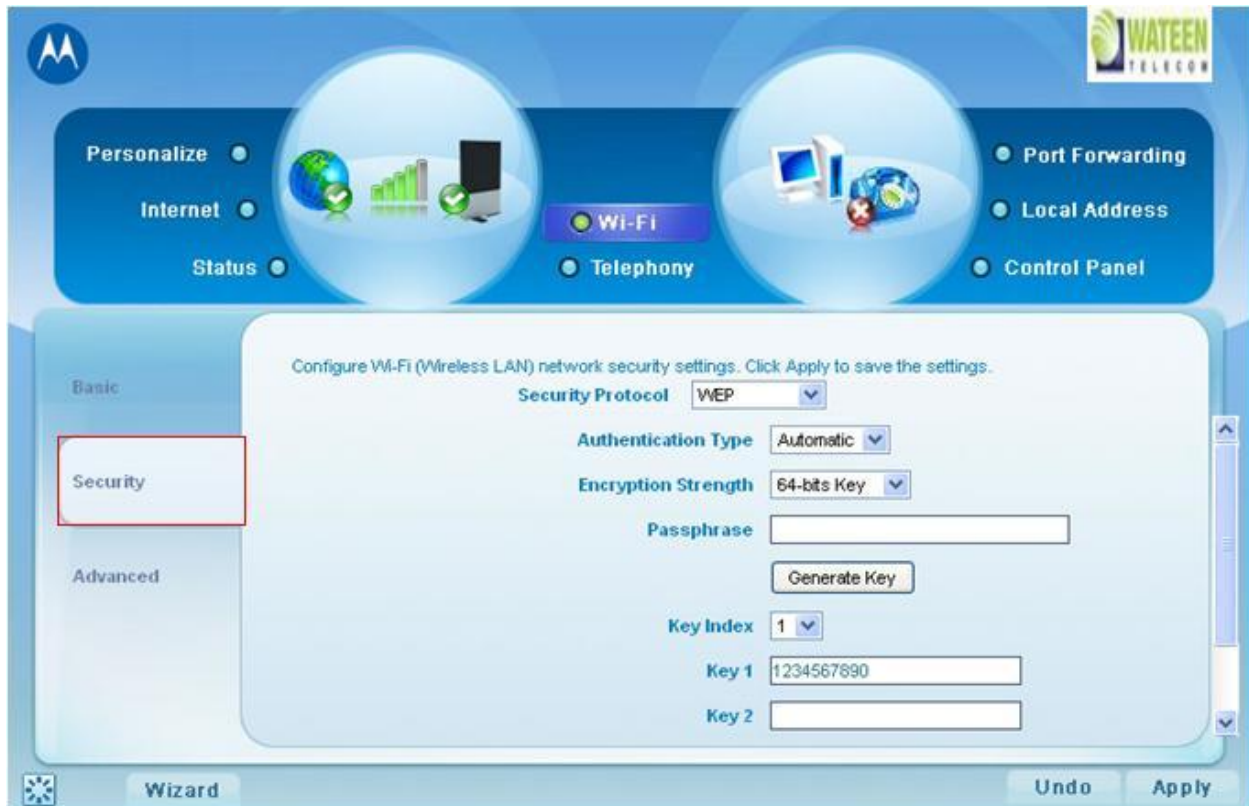 WATEEN
TELECOM
Personalize
Internet
Status
Wi-Fi
Telephony
Port Forwarding
Local Address
Control Panel
Basic
Security
Advanced
Configure Wi-Fi (Wireless LAN) network security settings. Click Apply to save the settings.
Security Protocol WEP
Authentication Type Automatic
Encryption Strength 64-bits Key
Passphrase
Generate Key
Key Index 1
Key 1 1234567890
Key 2
Wizard
Undo
Apply